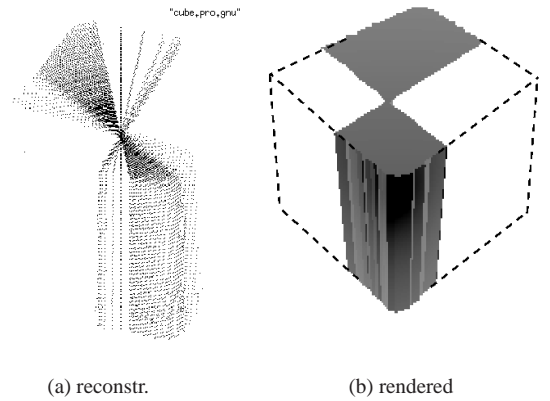 "cube.pro.gnu"
(a) reconstr.
(b) rendered